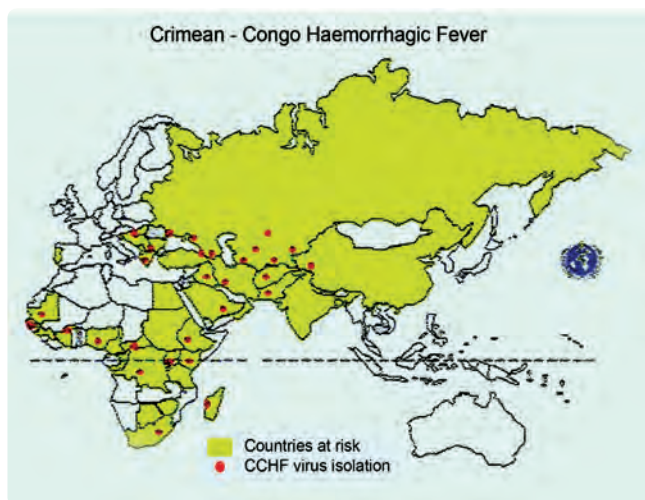 Crimean - Congo Haemorrhagic Fever
Countries at risk
CCHF virus isolation